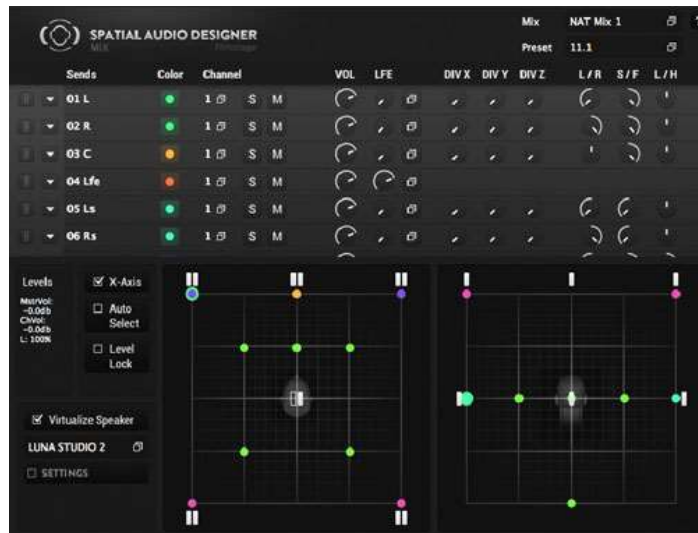 Mix NAT Mix 1
SPATIAL AUDIO DESIGNER
MIX
Preset 11.1
Sends Color Channel VOL LFE DIV X DIV Y DIV Z L / R S / F L / H
01 L 1 S M
02 R 1 S M
03 C 1 S M
04 Lfe 1 S M
05 Ls 1 S M
06 Rs 1 S M
Levels
X-Axis
MstrVol:
-0.0db
ChVol:
-0.0db
L: 100%
Auto
Select
Level
Lock
Virtualize Speaker
LUNA STUDIO 2
SETTINGS